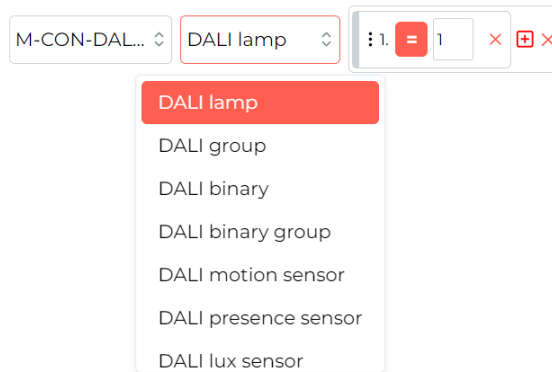 M-CON-DAL... DALI lamp 1. = 1
DALI lamp
DALI group
DALI binary
DALI binary group
DALI motion sensor
DALI presence sensor
DALI lux sensor